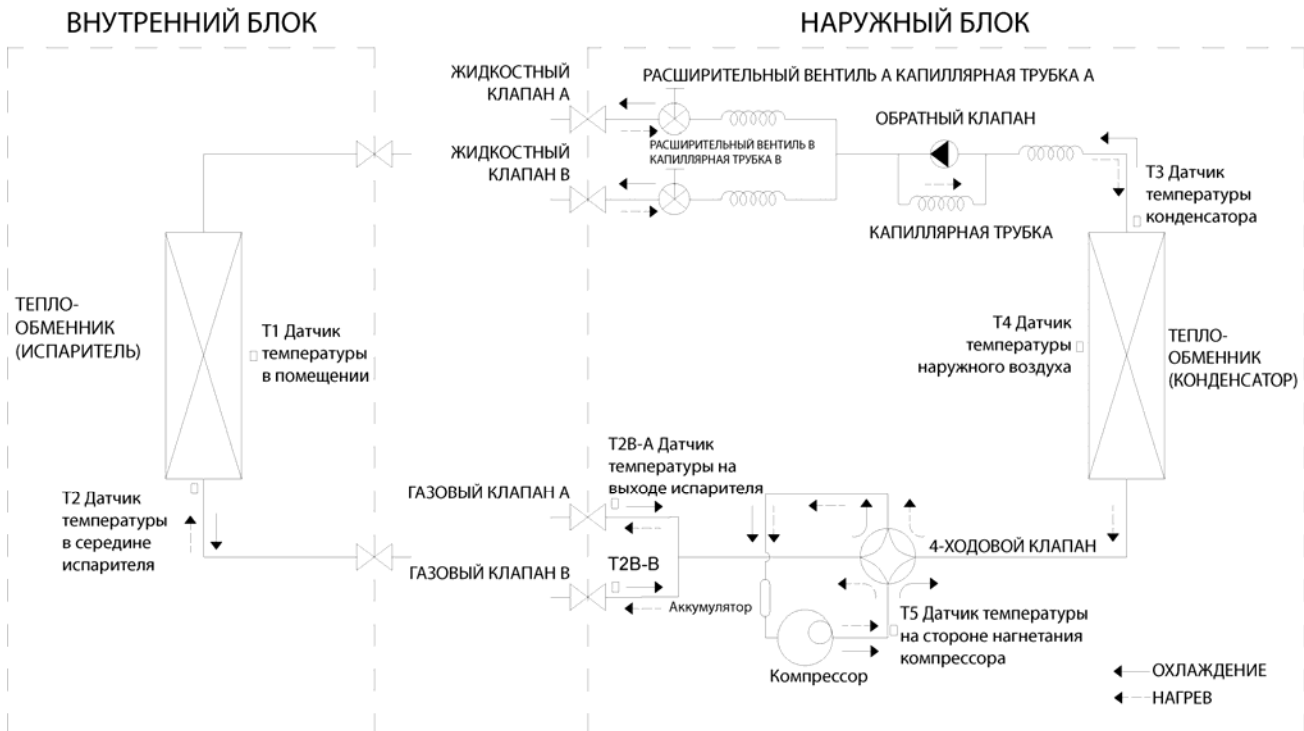 ВНУТРЕННИЙ БЛОК
НАРУЖНЫЙ БЛОК
ЖИДКОСТНЫЙ
КЛАПАН А
РАСШИРИТЕЛЬНЫЙ ВЕНТИЛЬ А КАПИЛЛЯРНАЯ ТРУБКА А
ОБРАТНЫЙ КЛАПАН
ЖИДКОСТНЫЙ
КЛАПАН В
РАСШИРИТЕЛЬНЫЙ ВЕНТИЛЬ В
КАПИЛЛЯРНАЯ ТРУБКА В
Т3 Датчик
температуры
конденсатора
КАПИЛЛЯРНАЯ ТРУБКА
ТЕПЛО-
ОБМЕННИК
(ИСПАРИТЕЛЬ)
Т1 Датчик
температуры
в помещении
Т4 Датчик
температуры
наружного воздуха
ТЕПЛО-
ОБМЕННИК
(КОНДЕНСАТОР)
Т2 Датчик
температуры
в середине
испарителя
ГАЗОВЫЙ КЛАПАН А
Т2В-А Датчик
температуры на
выходе испарителя
ГАЗОВЫЙ КЛАПАН В
Т2В-В
4-ХОДОВОЙ КЛАПАН
Аккумулятор
Т5 Датчик температуры
на стороне нагнетания
компрессора
Компрессор
ОХЛАЖДЕНИЕ
НАГРЕВ